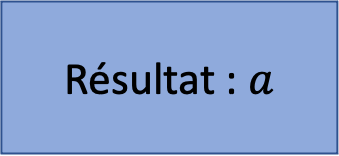 Résultat : 𝑎